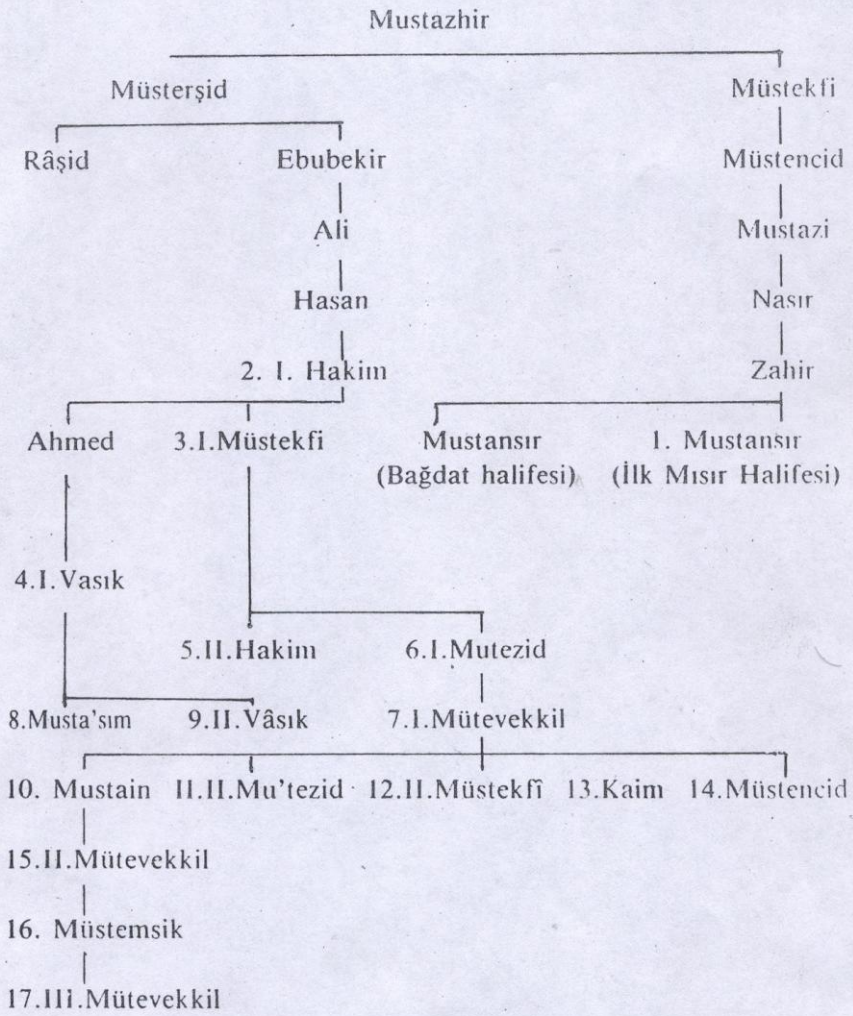 Mustazhir
Müsterşid Müstekfi
Râşid Ebubekir Müstencid
Ali Mustazi
Hasan Nasır
2. I. Hakim Zahir
Ahmed 3.I.Müstekfi Mustansır 1. Mustansır
(Bağdat halifesi) (İlk Mısır Halifesi)
4.I.Vasık
5.II.Hakim 6.I.Mutezid
8.Musta'sım 9.II.Vâsık 7.I.Mütevekkil
10. Mustain 11.II.Mu'tezid 12.II.Müstekfî 13.Kaim 14.Müstencid
15.II.Mütevekkil
16. Müstemsik
17.III.Mütevekkil